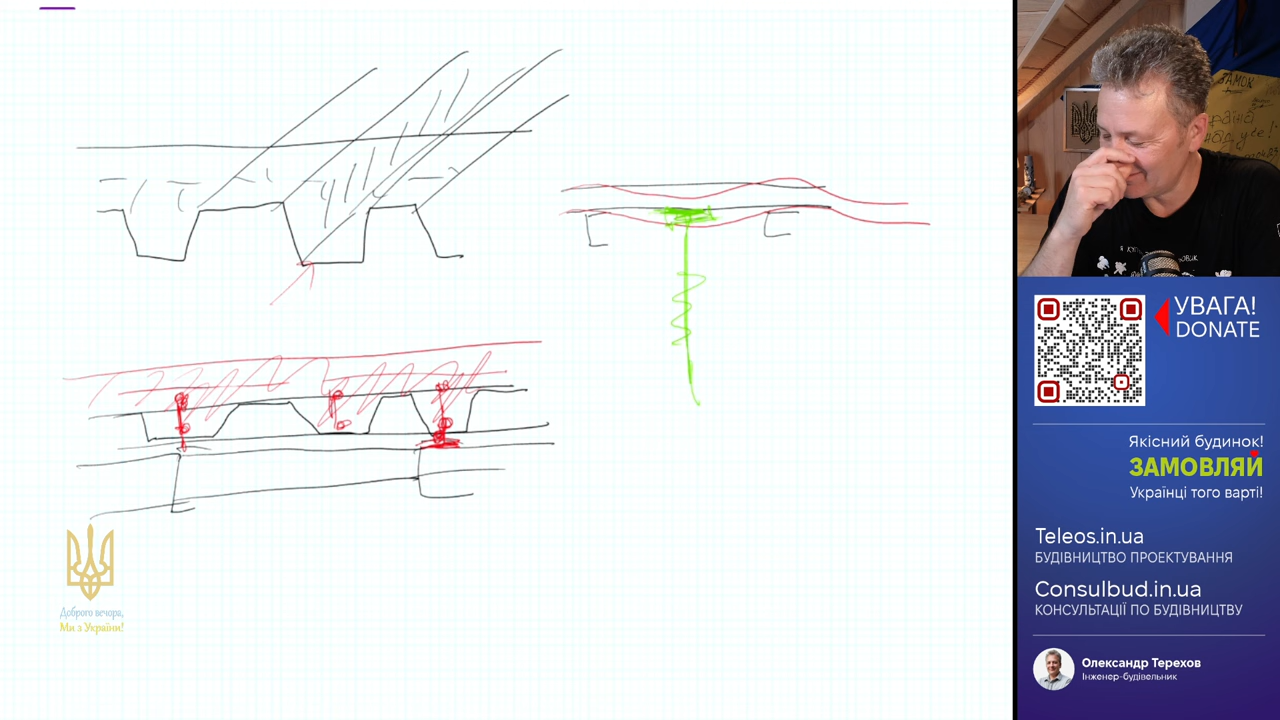 ЗАМОК
Доброго вечора,
Ми з України!
УВАГА!
DONATE
Якісний будинок!
ЗАМОВЛЯЙ
Українці того варті!
Teleos.in.ua
БУДІВНИЦТВО ПРОЕКТУВАННЯ
Consulbud.in.ua
КОНСУЛЬТАЦІЇ ПО БУДІВНИЦТВУ
Олександр Терехов
Інженер-будівельник